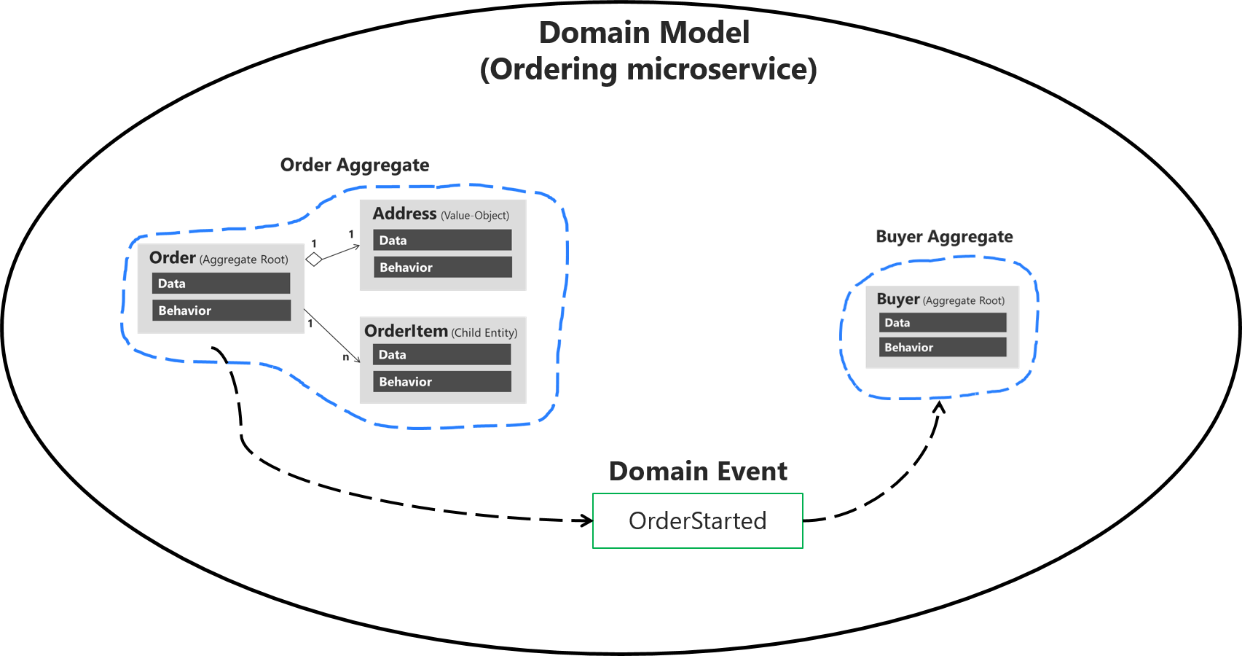 Domain Model
(Ordering microservice)
Order Aggregate
Address (Value-Object)
Data
Behavior
Order (Aggregate Root)
Data
Behavior
1
1
1
n
OrderItem (Child Entity)
Data
Behavior
Buyer Aggregate
Buyer (Aggregate Root)
Data
Behavior
Domain Event
OrderStarted